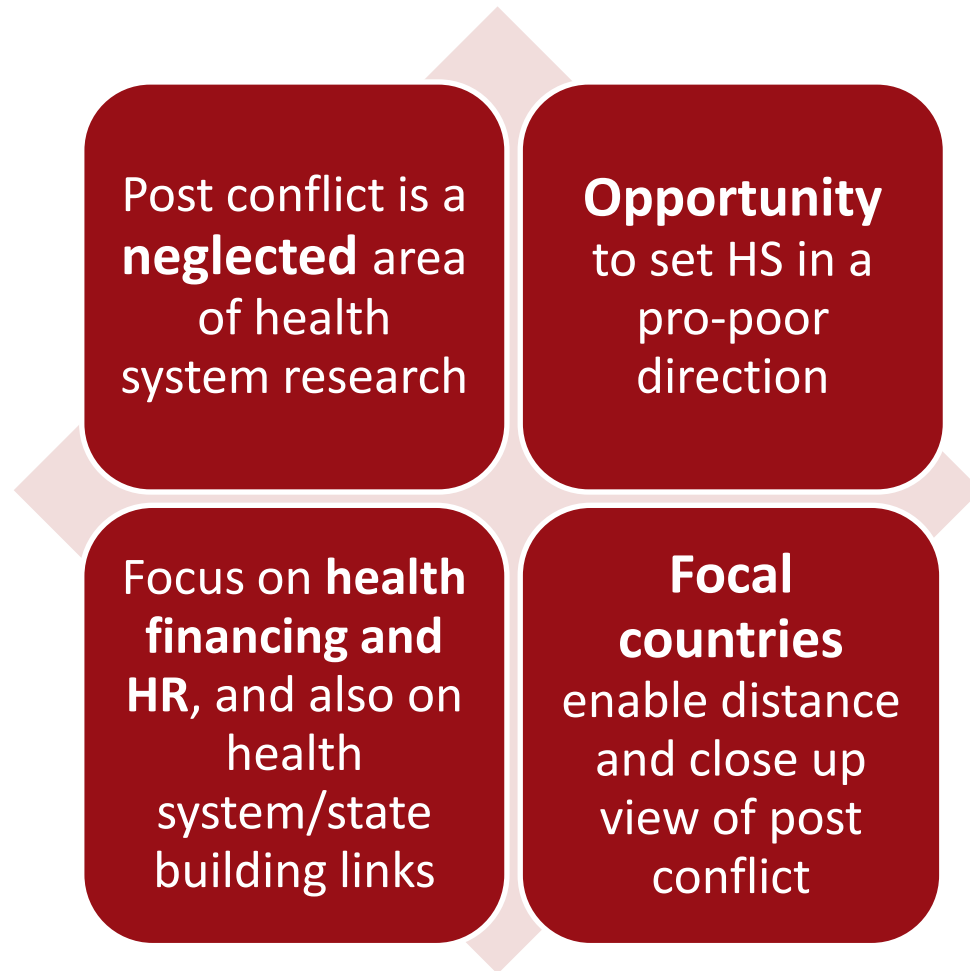 Post conflict is a
neglected area
of health
system research
Opportunity
to set HS in a
pro-poor
direction
Focus on health
financing and
HR, and also on
health
system/state
building links
Focal
countries
enable distance
and close up
view of post
conflict